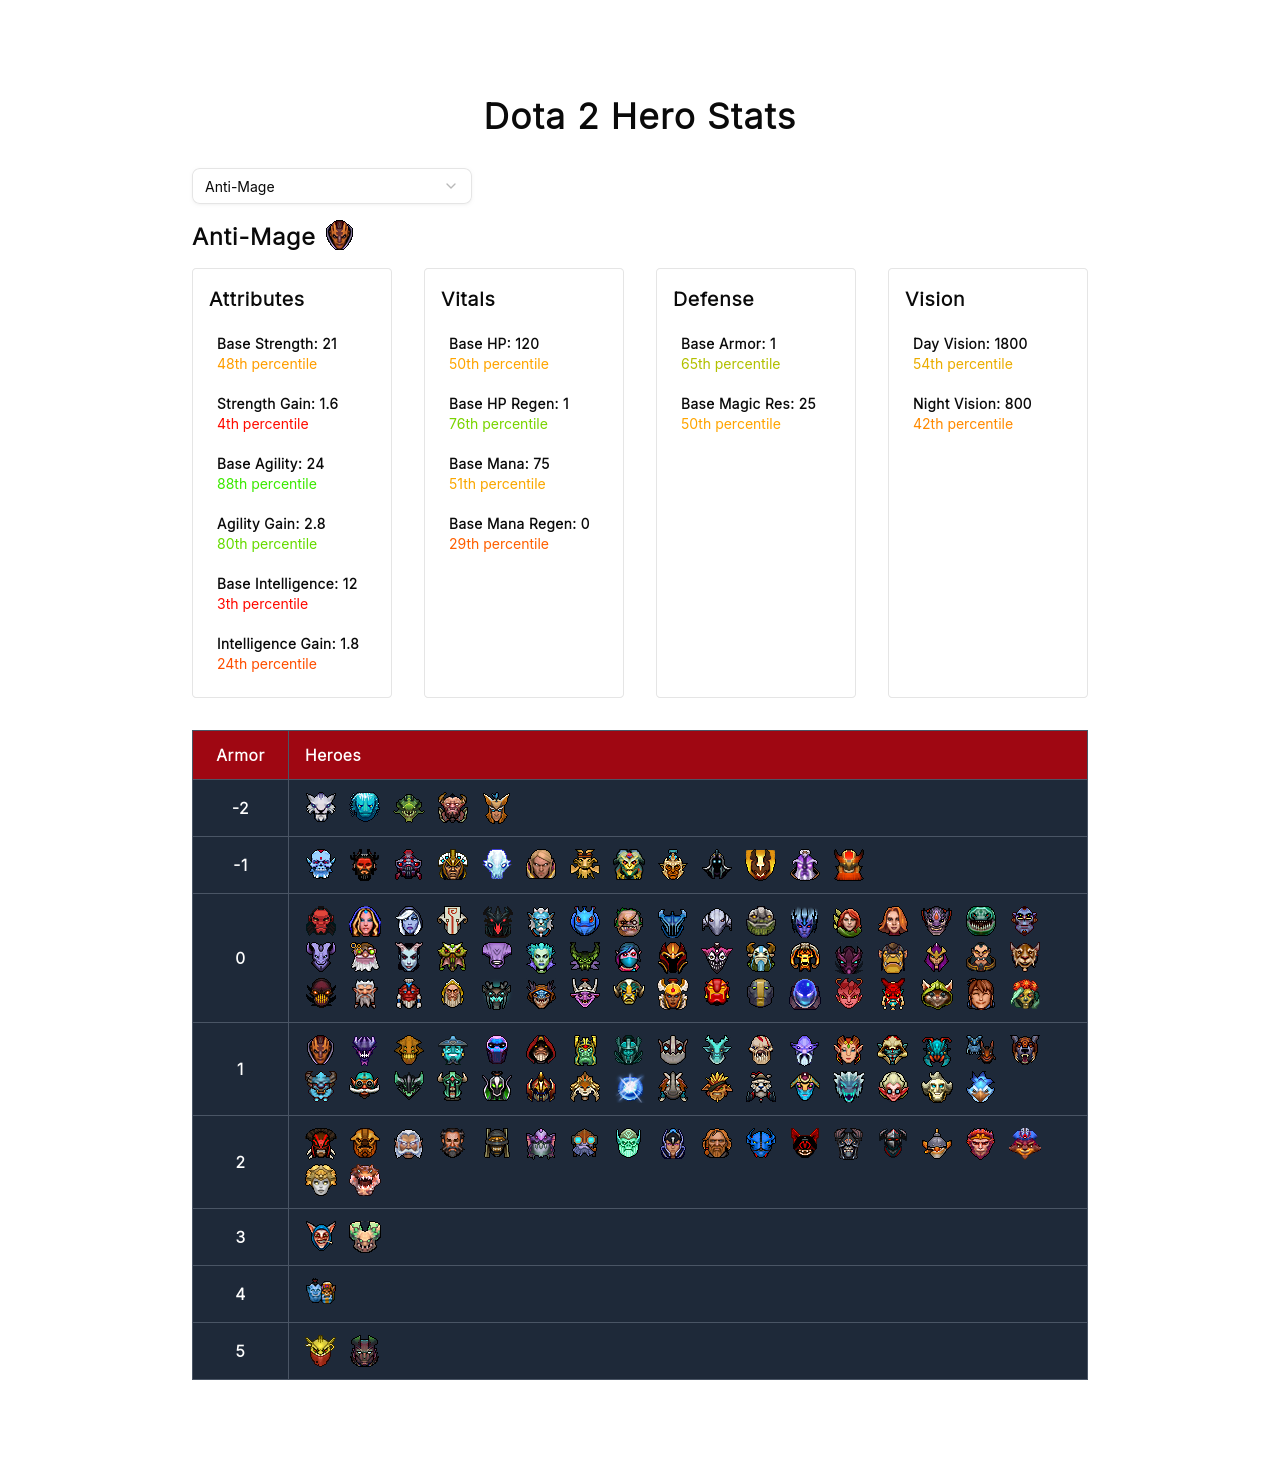 Dota 2 Hero Stats
Anti-Mage
Anti-Mage
Attributes
Base Strength: 21
48th percentile
Strength Gain: 1.6
4th percentile
Base Agility: 24
88th percentile
Agility Gain: 2.8
80th percentile
Base Intelligence: 12
3th percentile
Intelligence Gain: 1.8
24th percentile
Vitals
Base HP: 120
50th percentile
Base HP Regen: 1
76th percentile
Base Mana: 75
51th percentile
Base Mana Regen: 0
29th percentile
Defense
Base Armor: 1
65th percentile
Base Magic Res: 25
50th percentile
Vision
Day Vision: 1800
54th percentile
Night Vision: 800
42th percentile
Armor Heroes
-2
-1
0
1
2
3
4
5